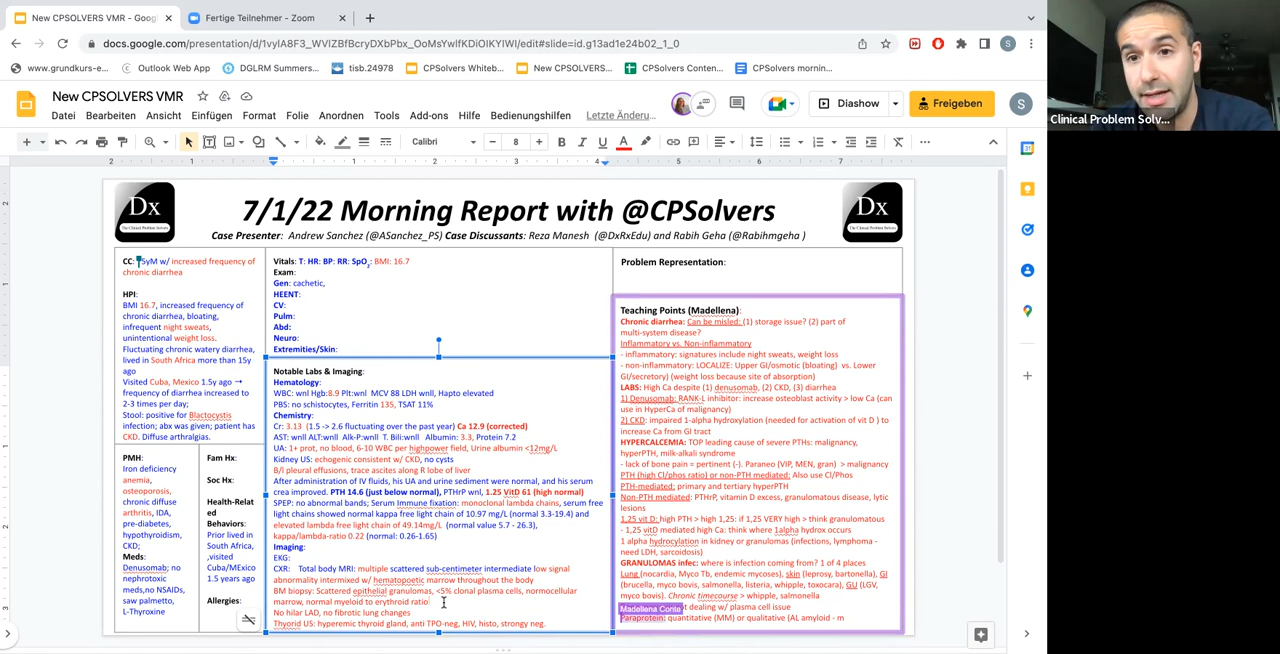 New CPSOLVERS VMR - Goog
Fertige Teilnehmer - Zoom
docs.google.com/presentation/d/1vyIA8F3_WVIZBfBcryDXbPbx_OoMsYwlfKDiOIKYIWI/edit#slide=id.g13ad1e24b02_1_0
www.grundkurs-e...
Outlook Web App
DGLRM Summers...
tisb.24978
CPSolvers Whiteb...
New CPSOLVERS...
CPSolvers Conten...
CPSolvers mornin...
New CPSOLVERS VMR
Datei Bearbeiten Ansicht Einfügen Format Folie Anordnen Tools Add-ons Hilfe Bedienungshilfen Letzte Änderu...
Diashow
Freigeben
S
Calibri
8
Clinical Problem Solv...
Dx
The Clinical Problem Solvers
7/1/22 Morning Report with @CPSolvers
Case Presenter: Andrew Sanchez (@ASanchez_PS) Case Discussants: Reza Manesh (@DxRxEdu) and Rabih Geha (@Rabihmgeha )
Dx
The Clinical Problem Solvers
CC: 5yM w/ increased frequency of
chronic diarrhea
HPI:
BMI 16.7, increased frequency of
chronic diarrhea, bloating,
infrequent night sweats,
unintentional weight loss.
Fluctuating chronic watery diarrhea,
lived in South Africa more than 15y
ago
Visited Cuba, Mexico 1.5y ago →
frequency of diarrhea increased to
2-3 times per day;
Stool: positive for Blactocystis
infection; abx was given; patient has
CKD. Diffuse arthralgies.
PMH:
Iron deficiency
anemia,
osteoporosis,
chronic diffuse
arthritis, IDA,
pre-diabetes,
hypothyroidism,
CKD;
Meds:
Denosumab; no
nephrotoxic
meds,no NSAIDs,
saw palmetto,
L-Thyroxine
Fam Hx:
Soc Hx:
Health-Relat
ed
Behaviors:
Prior lived in
South Africa,
,visited
Cuba/MExico
1.5 years ago
Allergies:
Vitals: T: HR: BP: RR: SpO2: BMI: 16.7
Exam:
Gen: cachetic,
HEENT:
CV:
Pulm:
Abd:
Neuro:
Extremities/Skin:
Notable Labs & Imaging:
Hematology:
WBC: wnl Hgb:8.9 Plt:wnl MCV 88 LDH wnll, Hapto elevated
PBS: no schistocytes, Ferritin 135, TSAT 11%
Chemistry:
Cr: 3.13 (1.5 -> 2.6 fluctuating over the past year) Ca 12.9 (corrected)
AST: wnll ALT:wnl Alk-P:wnll T. Bili:wnl Albumin: 3.3, Protein 7.2
UA: 1+ prot, no blood, 6-10 WBC per highpower field, Urine albumin <12mg/L
Kidney US: echogenic consistent w/ CKD, no cysts
B/l pleural effusions, trace ascites along R lobe of liver
After administration of IV fluids, his UA and urine sediment were normal, and his serum
crea improved. PTH 14.6 (just below normal), PTHrP wnl, 1.25 VitD 61 (high normal)
SPEP: no abnormal bands; Serum Immune fixation: monoclonal lambda chains, serum free
light chains showed normal kappa free light chain of 10.97 mg/L (normal 3.3-19.4) and
elevated lambda free light chain of 49.14mg/L (normal value 5.7 - 26.3),
kappa/lambda-ratio 0.22 (normal: 0.26-1.65)
Imaging:
EKG:
CXR: Total body MRI: multiple scattered sub-centimeter intermediate low signal
abnormality intermixed w/ hematopoetic marrow throughout the body
BM biopsy: Scattered epithelial granulomas, <5% clonal plasma cells, normocellular
marrow, normal myeloid to erythroid ratio
No hilar LAD, no fibrotic lung changes
Thyorid US: hyperemic thyroid gland, anti TPO-neg, HIV, histo, strongy neg.
Problem Representation:
Teaching Points (Madellena):
Chronic diarrhea: Can be misled: (1) storage issue? (2) part of
multi-system disease?
Inflammatory vs. Non-inflammatory
- inflammatory: signatures include night sweats, weight loss
- non-inflammatory: LOCALIZE: Upper GI/osmotic (bloating) vs. Lower
GI/secretory) (weight loss because site of absorption)
LABS: High Ca despite (1) denusomab, (2) CKD, (3) diarrhea
1) Denusomab: RANK-L inhibitor: increase osteoblast activity > low Ca (can
use in HyperCa of malignancy)
2) CKD: impaired 1-alpha hydroxylation (needed for activation of vit D ) to
increase Ca from GI tract
HYPERCALCEMIA: TOP leading cause of severe PTHs: malignancy,
hyperPTH, milk-alkali syndrome
- lack of bone pain = pertinent (-). Paraneo (VIP, MEN, gran) > malignancy
PTH (high Cl/phos ratio) or non-PTH mediated: Also use Cl/Phos
PTH-mediated: primary and tertiary hyperPTH
Non-PTH mediated: PTHrP, vitamin D excess, granulomatous disease, lytic
lesions
1,25 vit D: high PTH > high 1,25: if 1,25 VERY high > think granulomatous
- 1,25 vitD mediated high Ca: think where 1alpha hydrox occurs
1 alpha hydroxylation in kidney or granulomas (infections, lymphoma -
need LDH, sarcoidosis)
GRANULOMAS infec: where is infection coming from? 1 of 4 places
Lung (nocardia, Myco Tb, endemic mycoses), skin (leprosy, bartonella), GI
(brucella, myco bovis, salmonella, listeria, whipple, toxocara), GU (LGV,
myco bovis). Chronic timecourse > whipple, salmonella
Madellena Conte
t dealing w/ plasma cell issue
Paraprotein: quantitative (MM) or qualitative (AL amyloid - m